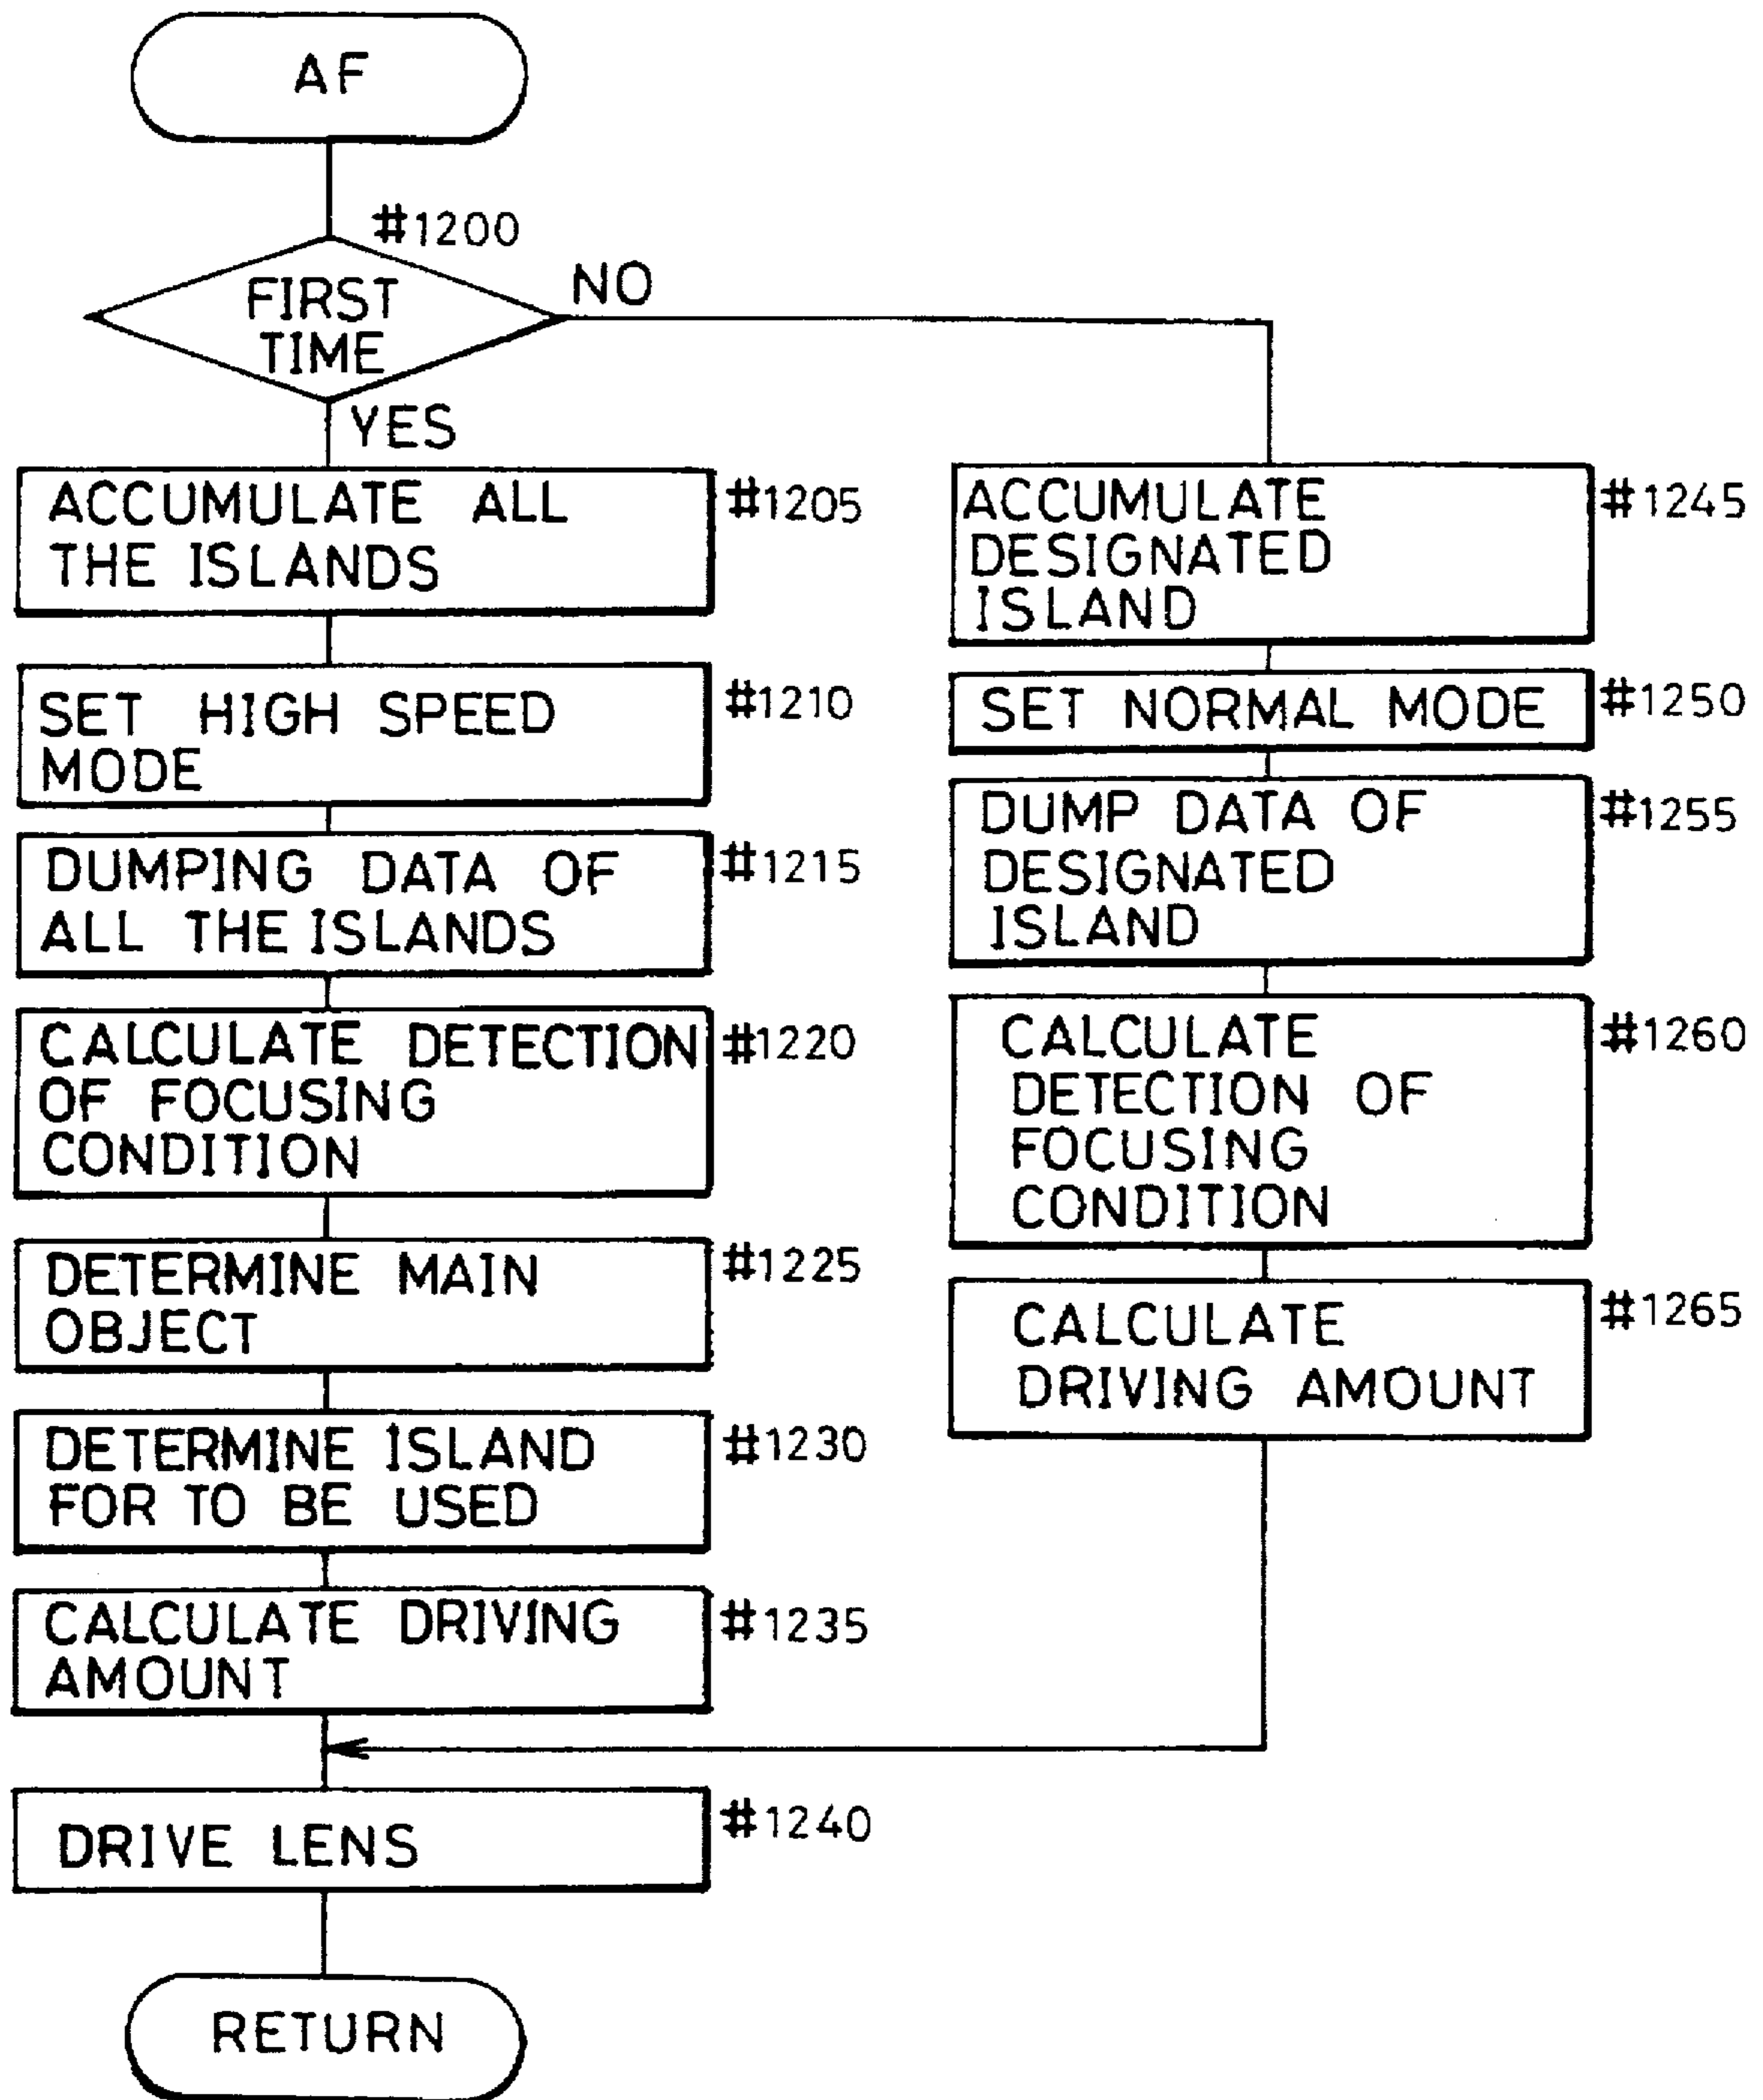 AF
#1200
FIRST
TIME
NO
YES
ACCUMULATE ALL
THE ISLANDS
#1205
SET HIGH SPEED
MODE
#1210
DUMPING DATA OF
ALL THE ISLANDS
#1215
CALCULATE DETECTION
OF FOCUSING
CONDITION
#1220
DETERMINE MAIN
OBJECT
#1225
DETERMINE ISLAND
FOR TO BE USED
#1230
CALCULATE DRIVING
AMOUNT
#1235
ACCUMULATE
DESIGNATED
ISLAND
#1245
SET NORMAL MODE
#1250
DUMP DATA OF
DESIGNATED
ISLAND
#1255
CALCULATE
DETECTION OF
FOCUSING
CONDITION
#1260
CALCULATE
DRIVING AMOUNT
#1265
DRIVE LENS
#1240
RETURN